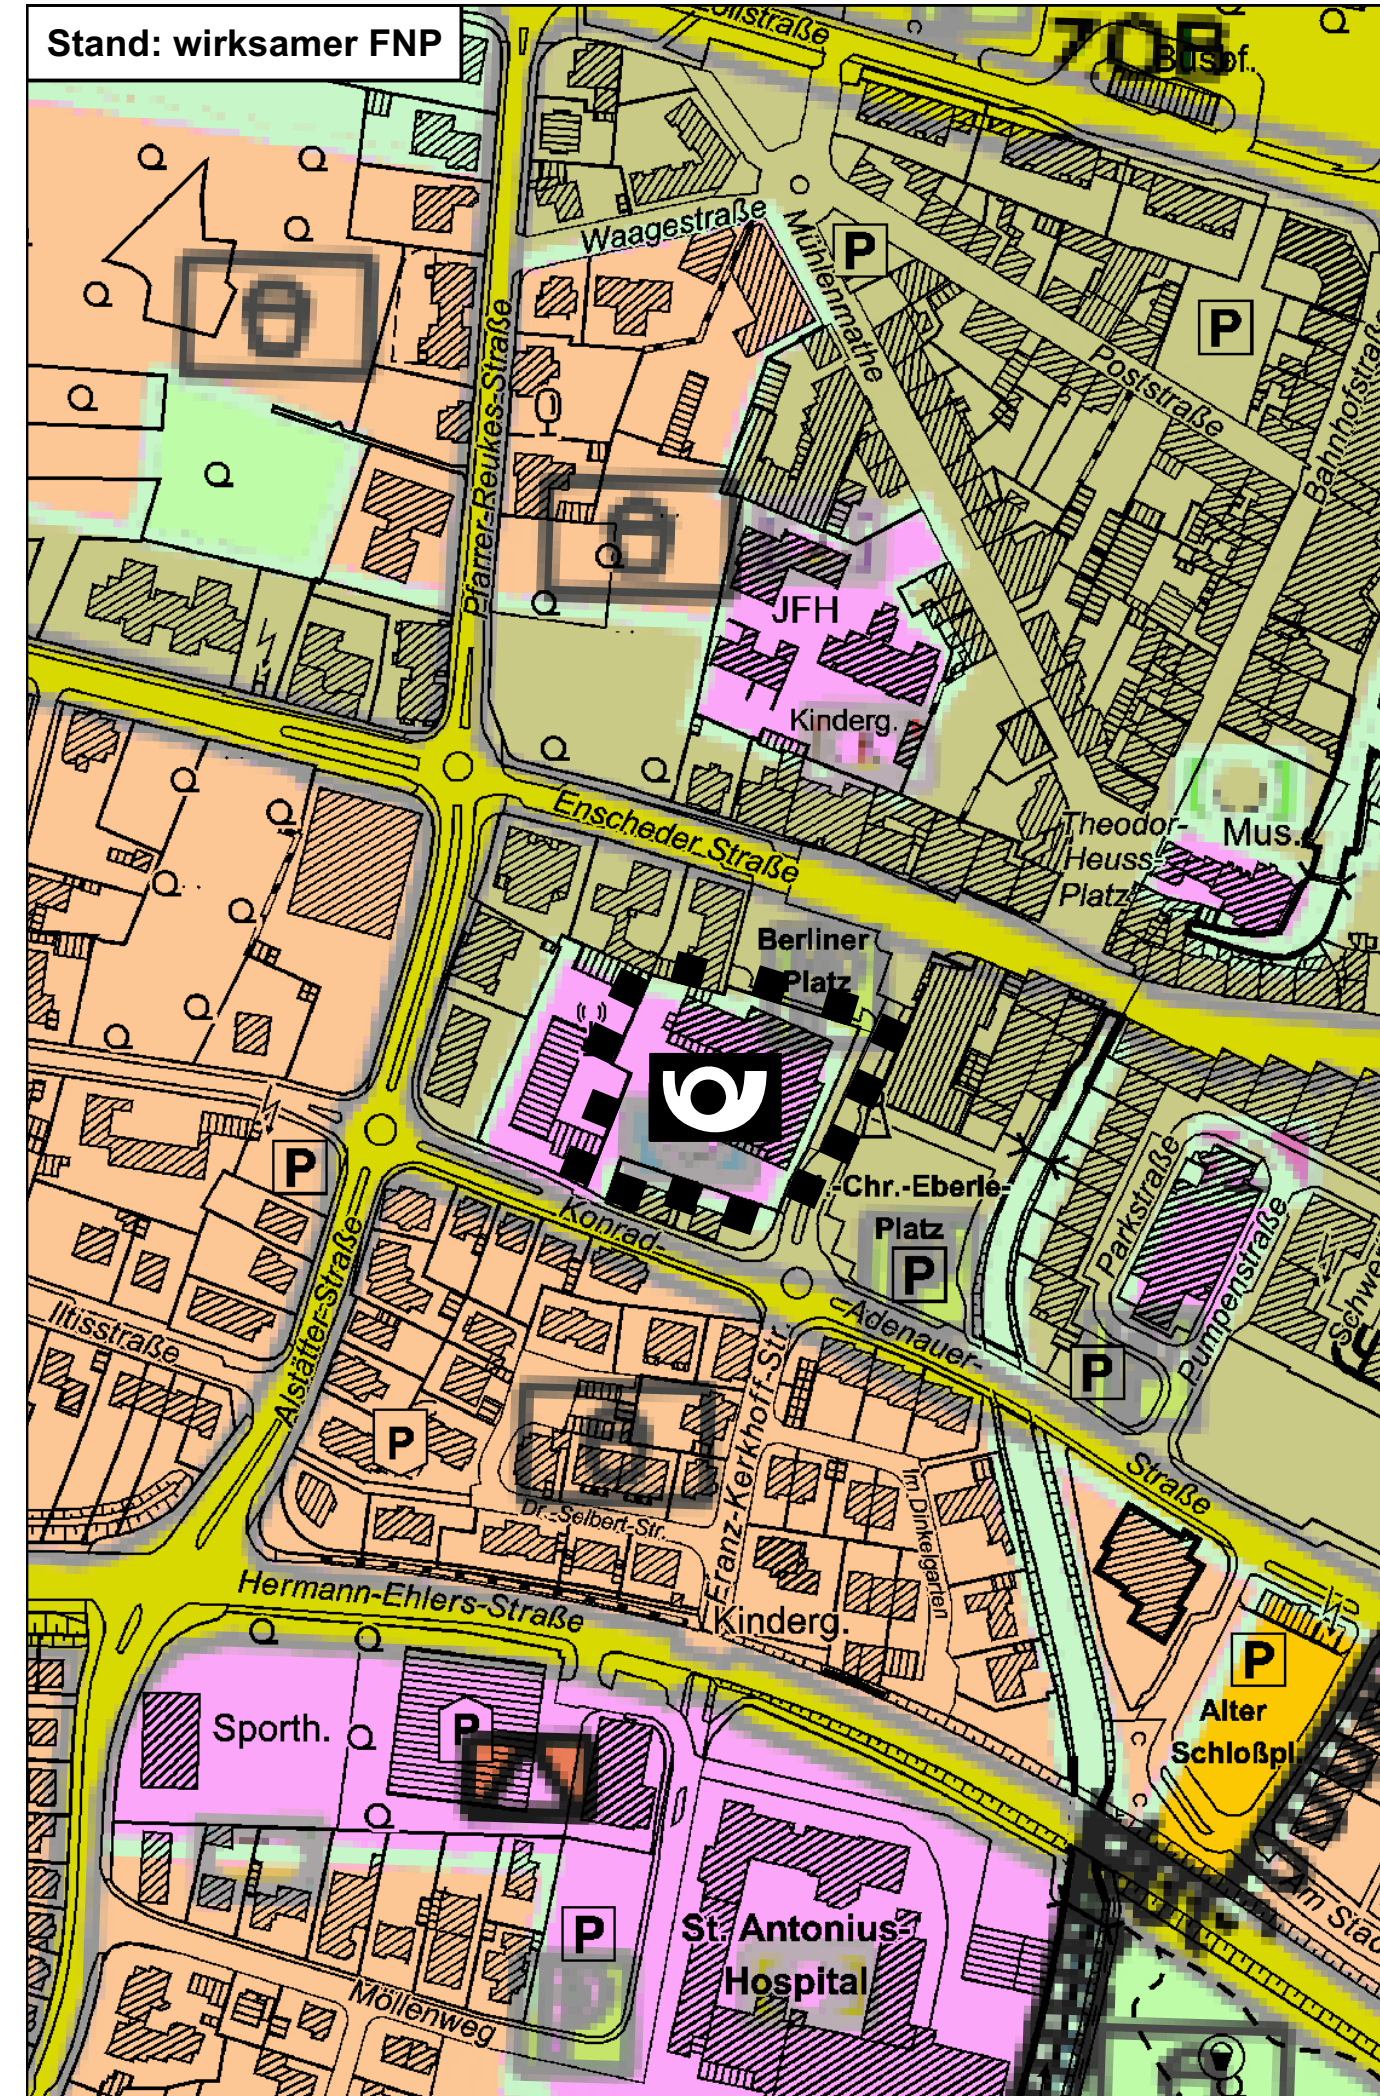 Stand: wirksamer FNP
Busbf.
Waagestraße
Mühlenmathe
P
P
Poststraße
Bahnhofstraße
Pfarrer-Reukes-Straße
JFH
Kinderg.
Enscheder Straße
Theodor-
Heuss-
Platz
Mus.
Berliner
Platz
P
-Chr.-Eberle-
Platz
P
Parkstraße
Pumpenstraße
Konrad-
Adenauer-
Straße
Iltisstraße
Alstätter-Straße
P
P
Dr.-Seibert-Str.
Franz-Kerkhoff-Str.
Im Dinkelgarten
Kinderg.
Hermann-Ehlers-Straße
P
Alter
Schloßpl.
Sporth.
P
P
St. Antonius-
Hospital
Möllenweg